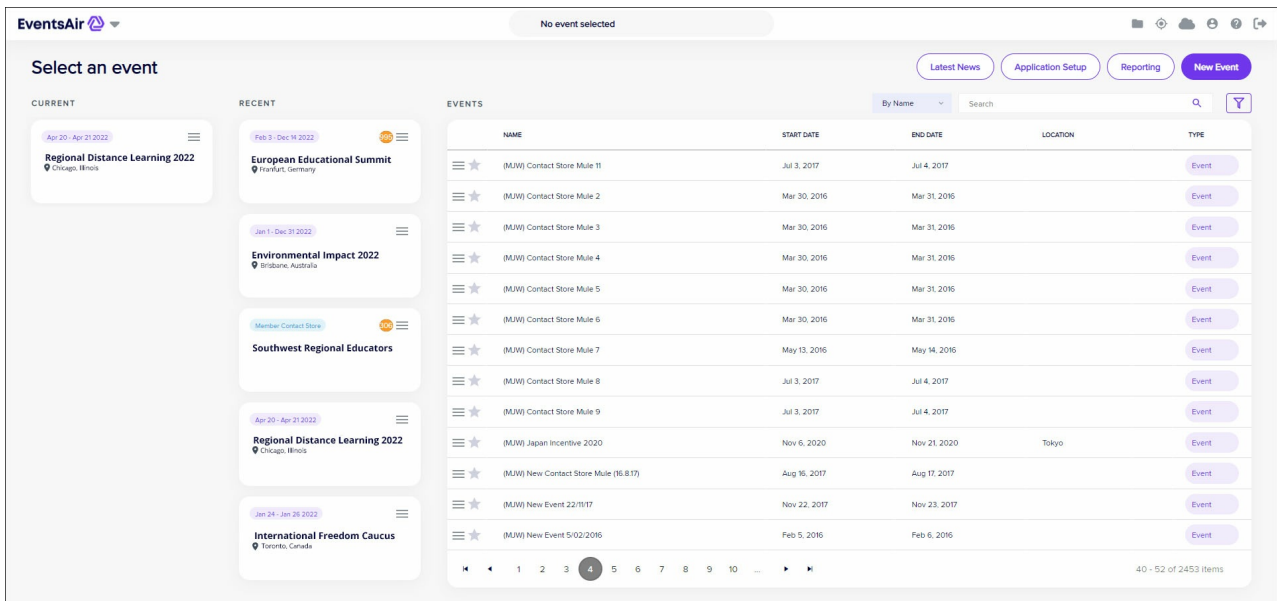 EventsAir
No event selected
Select an event
Latest News
Application Setup
Reporting
New Event
CURRENT
Apr 20 - Apr 21 2022
Regional Distance Learning 2022
Chicago, Illinois
RECENT
Feb 3 - Dec 14 2022
995
European Educational Summit
Franfurt, Germany
Jan 1 - Dec 31 2022
Environmental Impact 2022
Brisbane, Australia
Member Contact Store
306
Southwest Regional Educators
Apr 20 - Apr 21 2022
Regional Distance Learning 2022
Chicago, Illinois
Jan 24 - Jan 26 2022
International Freedom Caucus
Toronto, Canada
EVENTS
By Name
Search
NAME START DATE END DATE LOCATION TYPE
(MJW) Contact Store Mule 11 Jul 3, 2017 Jul 4, 2017 Event
(MJW) Contact Store Mule 2 Mar 30, 2016 Mar 31, 2016 Event
(MJW) Contact Store Mule 3 Mar 30, 2016 Mar 31, 2016 Event
(MJW) Contact Store Mule 4 Mar 30, 2016 Mar 31, 2016 Event
(MJW) Contact Store Mule 5 Mar 30, 2016 Mar 31, 2016 Event
(MJW) Contact Store Mule 6 Mar 30, 2016 Mar 31, 2016 Event
(MJW) Contact Store Mule 7 May 13, 2016 May 14, 2016 Event
(MJW) Contact Store Mule 8 Jul 3, 2017 Jul 4, 2017 Event
(MJW) Contact Store Mule 9 Jul 3, 2017 Jul 4, 2017 Event
(MJW) Japan Incentive 2020 Nov 6, 2020 Nov 21, 2020 Tokyo Event
(MJW) New Contact Store Mule (16.8.17) Aug 16, 2017 Aug 17, 2017 Event
(MJW) New Event 22/11/17 Nov 22, 2017 Nov 23, 2017 Event
(MJW) New Event 5/02/2016 Feb 5, 2016 Feb 6, 2016 Event
1 2 3 4 5 6 7 8 9 10 ... 40 - 52 of 2453 items